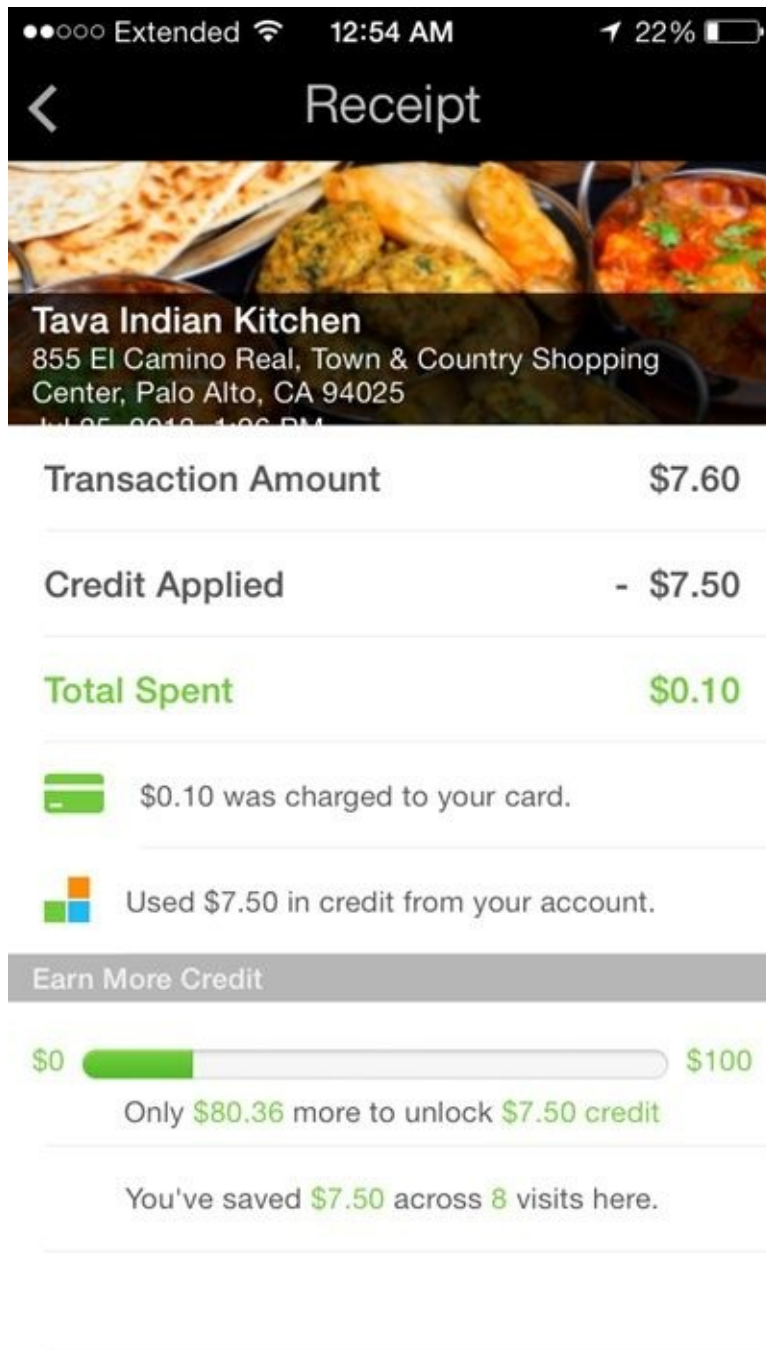 Extended 12:54 AM 22%
Receipt
Tava Indian Kitchen
855 El Camino Real, Town & Country Shopping
Center, Palo Alto, CA 94025
Transaction Amount $7.60
Credit Applied - $7.50
Total Spent $0.10
$0.10 was charged to your card.
Used $7.50 in credit from your account.
Earn More Credit
$0 $100
Only $80.36 more to unlock $7.50 credit
You've saved $7.50 across 8 visits here.